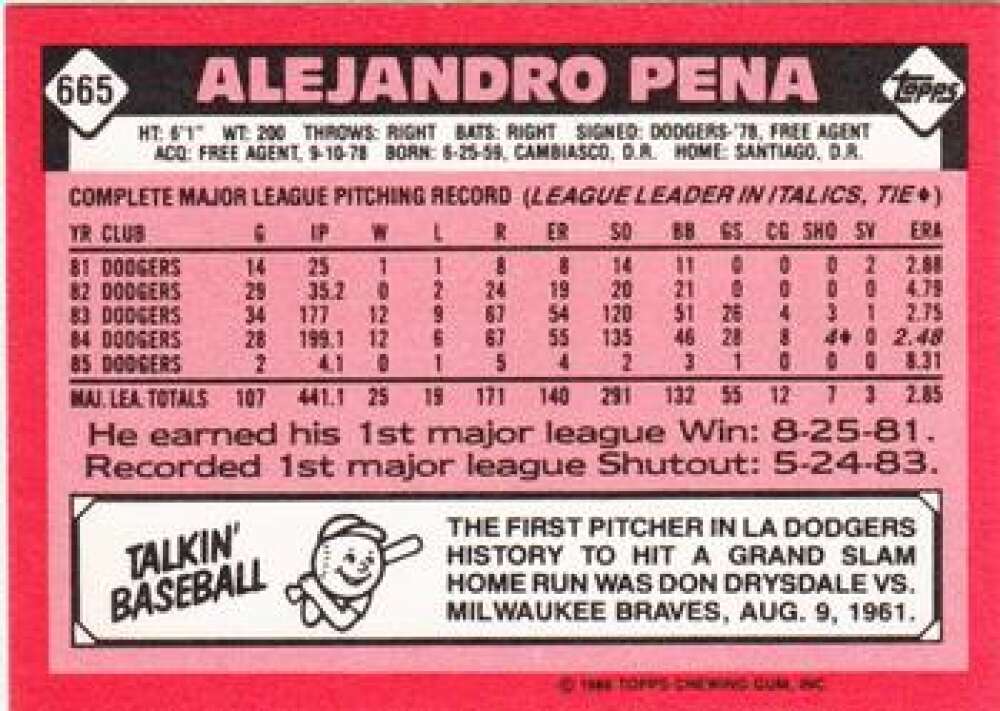 665 ALEJANDRO PENA Topps
HT: 6'1" WT: 200 THROWS: RIGHT BATS: RIGHT SIGNED: DODGERS-'78, FREE AGENT
ACQ: FREE AGENT, 9-10-78 BORN: 6-25-59, CAMBIASCO, D.R. HOME: SANTIAGO, D.R.
COMPLETE MAJOR LEAGUE PITCHING RECORD (LEAGUE LEADER IN ITALICS, TIE♦)
YR CLUB G IP W L R ER SO BB GS CG SHO SV ERA
81 DODGERS 14 25 1 1 8 8 14 11 0 0 0 2 2.88
82 DODGERS 29 35.2 0 2 24 19 20 21 0 0 0 0 4.79
83 DODGERS 34 177 12 9 67 54 120 51 26 4 3 1 2.75
84 DODGERS 28 199.1 12 6 67 55 135 46 28 8 4♦ 0 2.48
85 DODGERS 2 4.1 0 1 5 4 2 3 1 0 0 0 8.31
MAJ. LEA. TOTALS 107 441.1 25 19 171 140 291 132 55 12 7 3 2.85
He earned his 1st major league Win: 8-25-81.
Recorded 1st major league Shutout: 5-24-83.
TALKIN'
BASEBALL
THE FIRST PITCHER IN LA DODGERS
HISTORY TO HIT A GRAND SLAM
HOME RUN WAS DON DRYSDALE VS.
MILWAUKEE BRAVES, AUG. 9, 1961.
© 1986 TOPPS CHEWING GUM, INC.